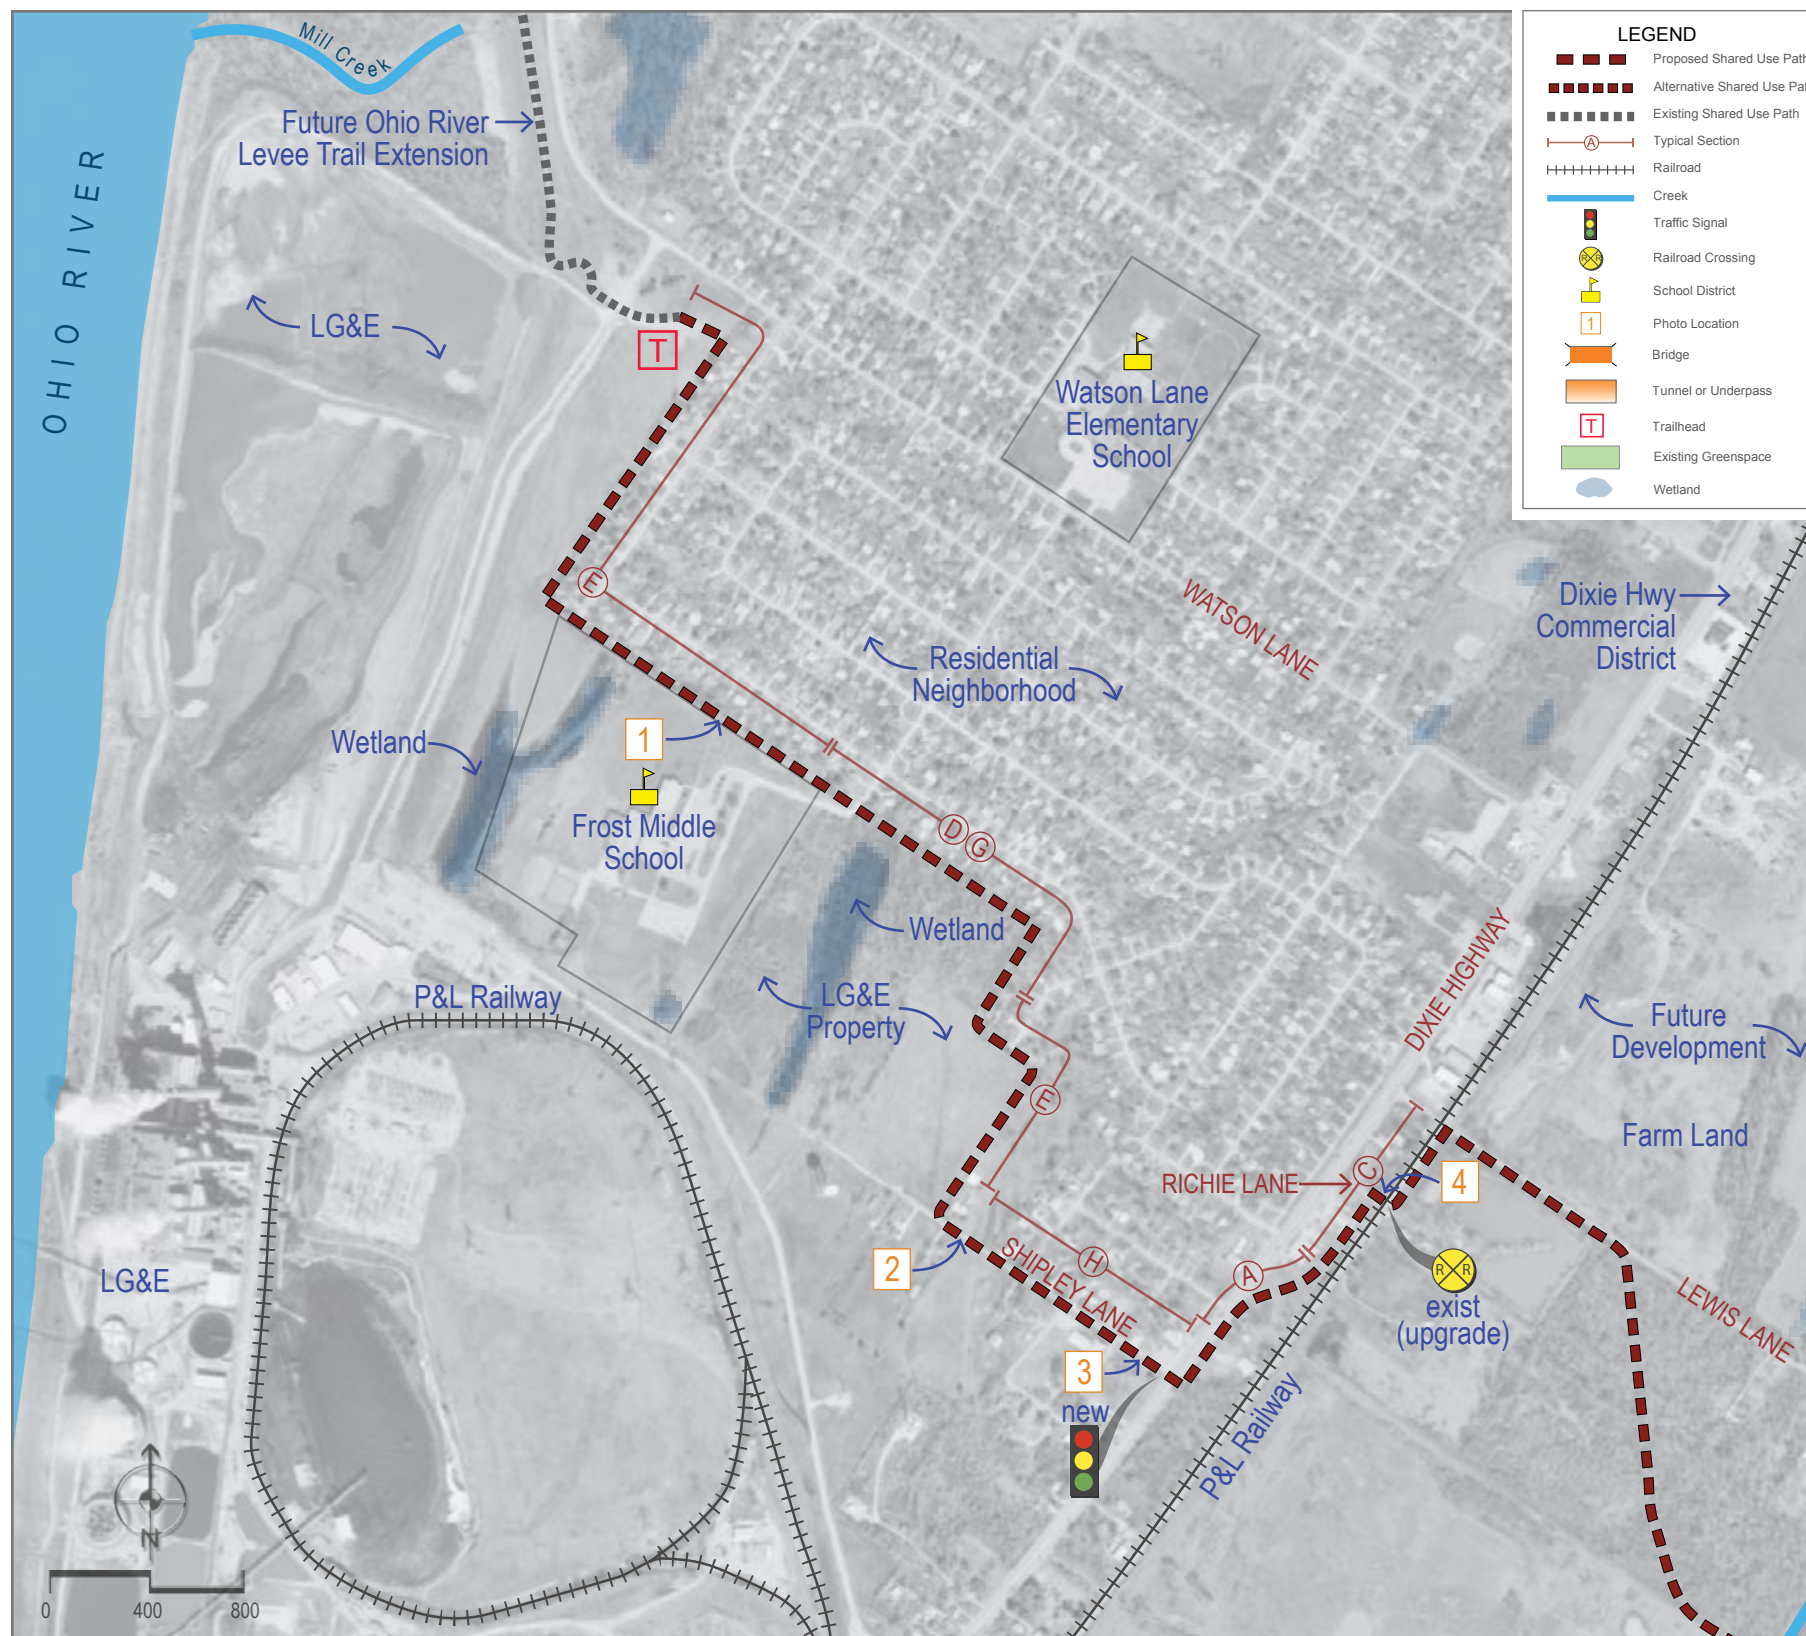 LEGEND
Proposed Shared Use Path
Alternative Shared Use Pat
Existing Shared Use Path
A
Typical Section
Railroad
Creek
Traffic Signal
R R
Railroad Crossing
School District
1
Photo Location
Bridge
Tunnel or Underpass
T
Trailhead
Existing Greenspace
Wetland
Mill Creek
Future Ohio River
Levee Trail Extension
OHIO RIVER
LG&E
T
Watson Lane
Elementary
School
E
WATSON LANE
Dixie Hwy
Commercial
District
Residential
Neighborhood
1
Wetland
Frost Middle
School
D
G
Wetland
DIXIE HIGHWAY
P&L Railway
LG&E
Property
Future
Development
E
Farm Land
RICHIE LANE
C
4
2
SHIPLEY LANE
H
A
LG&E
R R
exist
(upgrade)
LEWIS LANE
3
new
P&L Railway
N
0
400
800